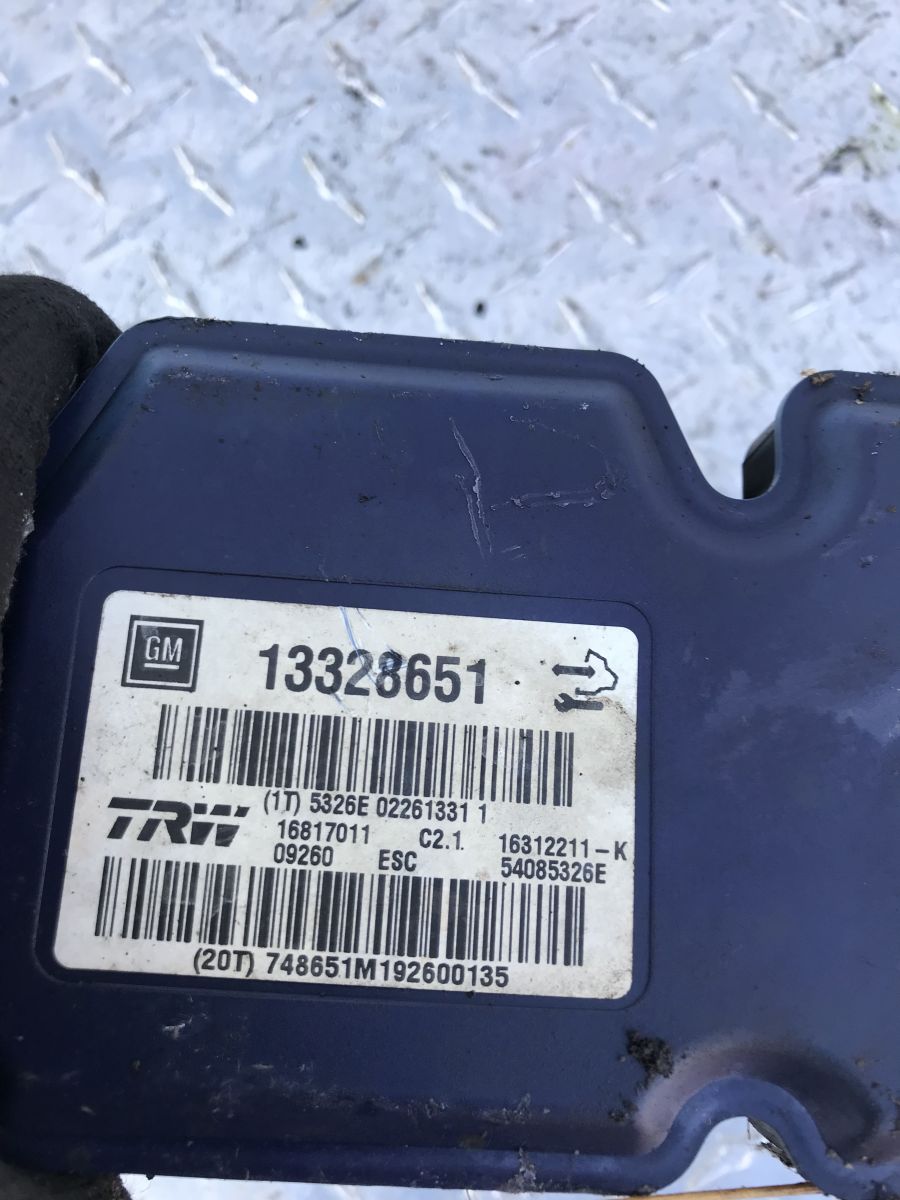 GM 13328651
(1T) 5326E 02261331 1
TRW 16817011 C2.1. 16312211-K
09260 ESC 54085326E
(20T) 748651M192600135